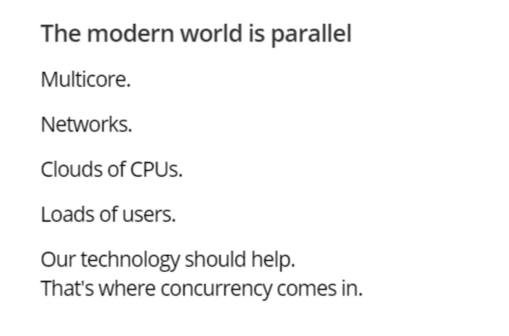 The modern world is parallel
Multicore.
Networks.
Clouds of CPUs.
Loads of users.
Our technology should help.
That's where concurrency comes in.